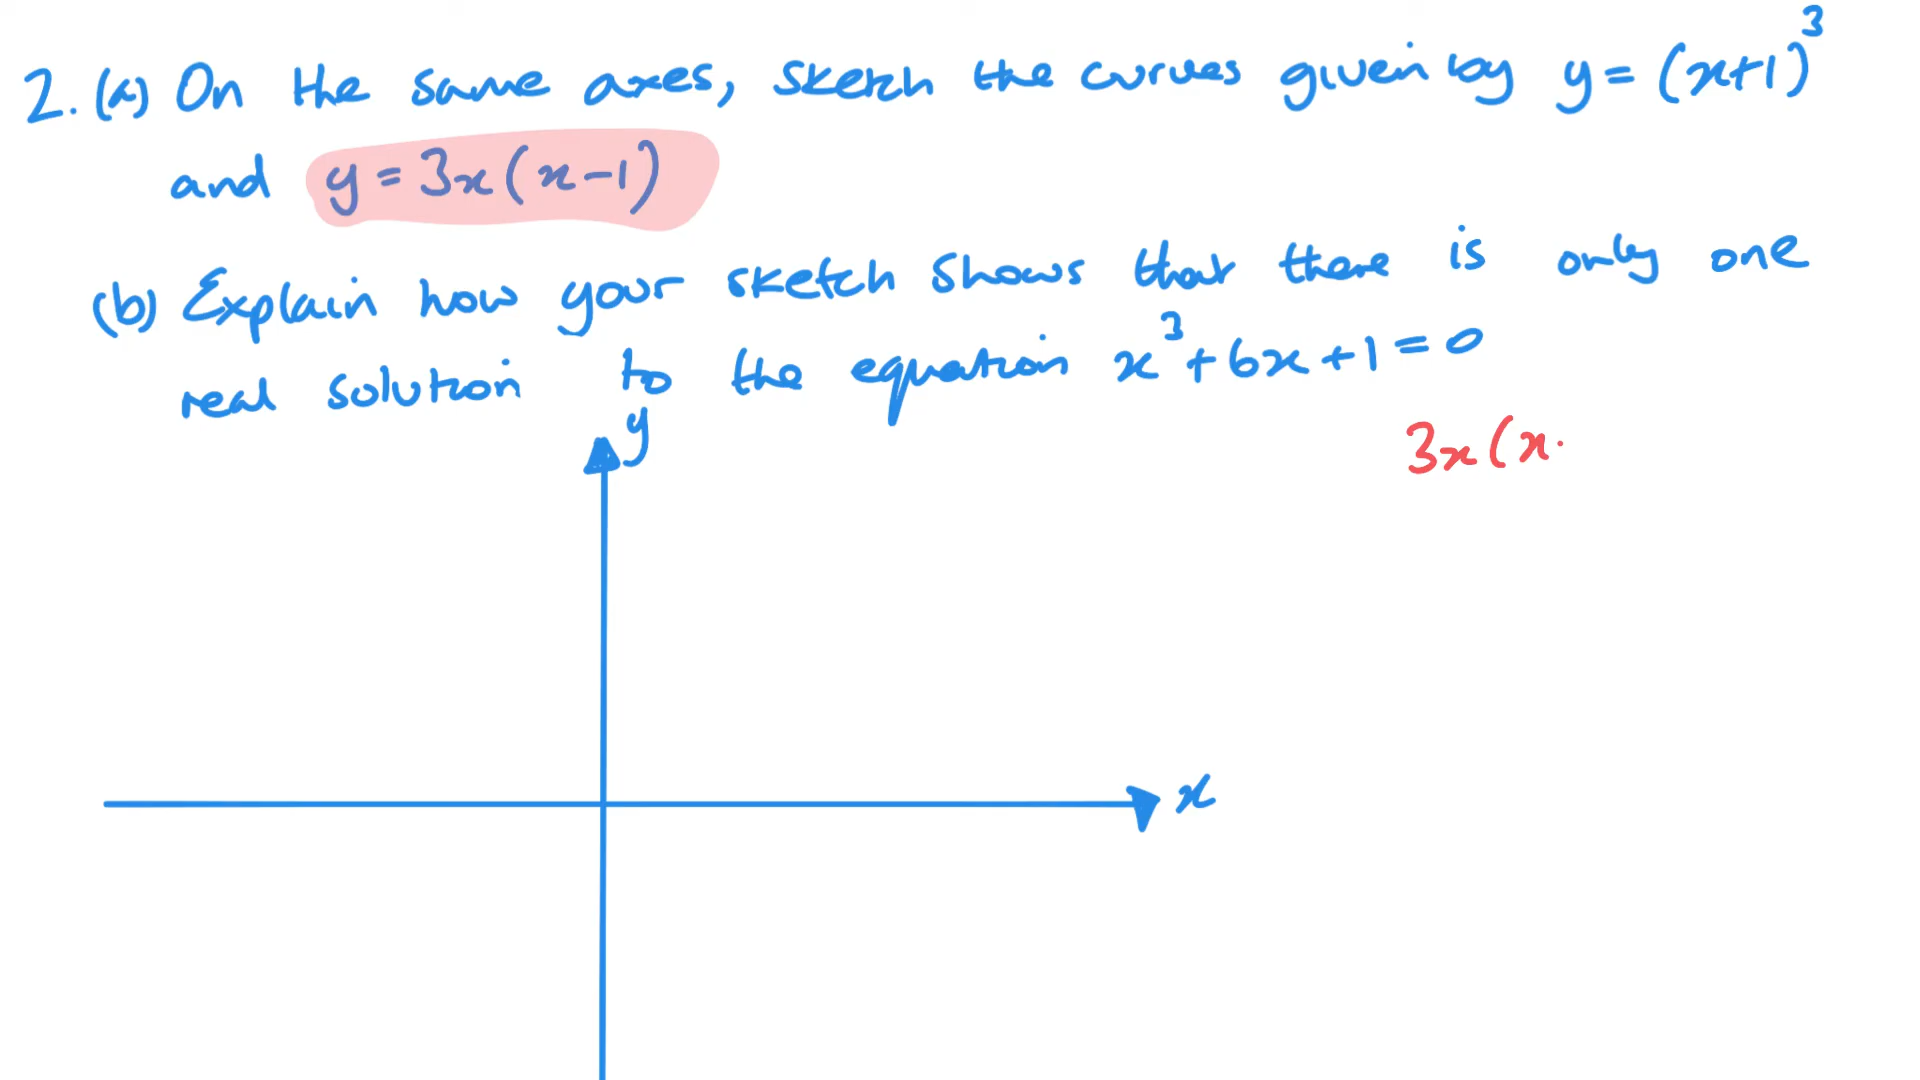 2. (a) On the same axes, sketch the curves given by y = (x+1)³
and y = 3x(x-1)
(b) Explain how your sketch shows that there is only one
real solution to the equation x³+6x+1=0
y
3x(x
x